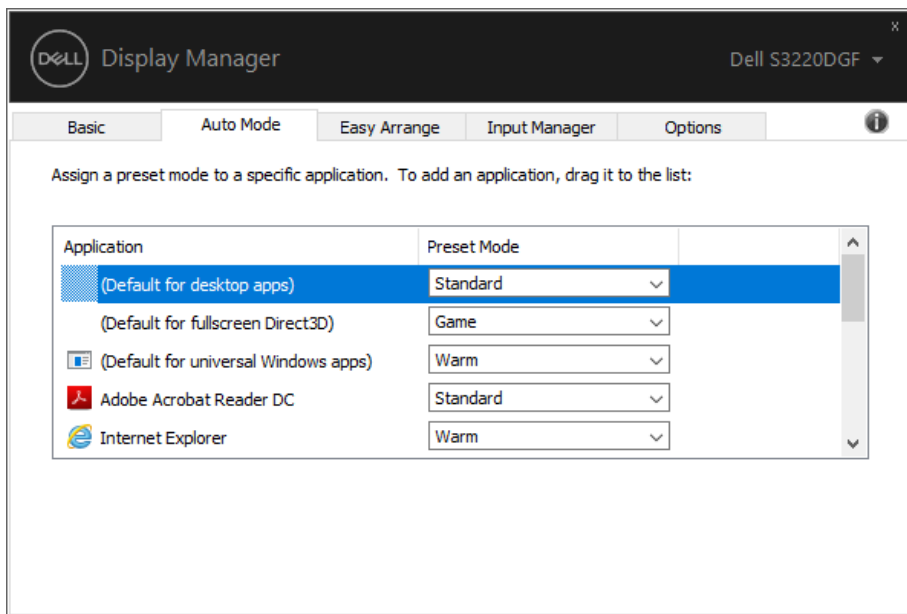 x
DELL Display Manager Dell S3220DGF
Basic Auto Mode Easy Arrange Input Manager Options
Assign a preset mode to a specific application. To add an application, drag it to the list:
Application Preset Mode
(Default for desktop apps) Standard
(Default for fullscreen Direct3D) Game
(Default for universal Windows apps) Warm
Adobe Acrobat Reader DC Standard
Internet Explorer Warm